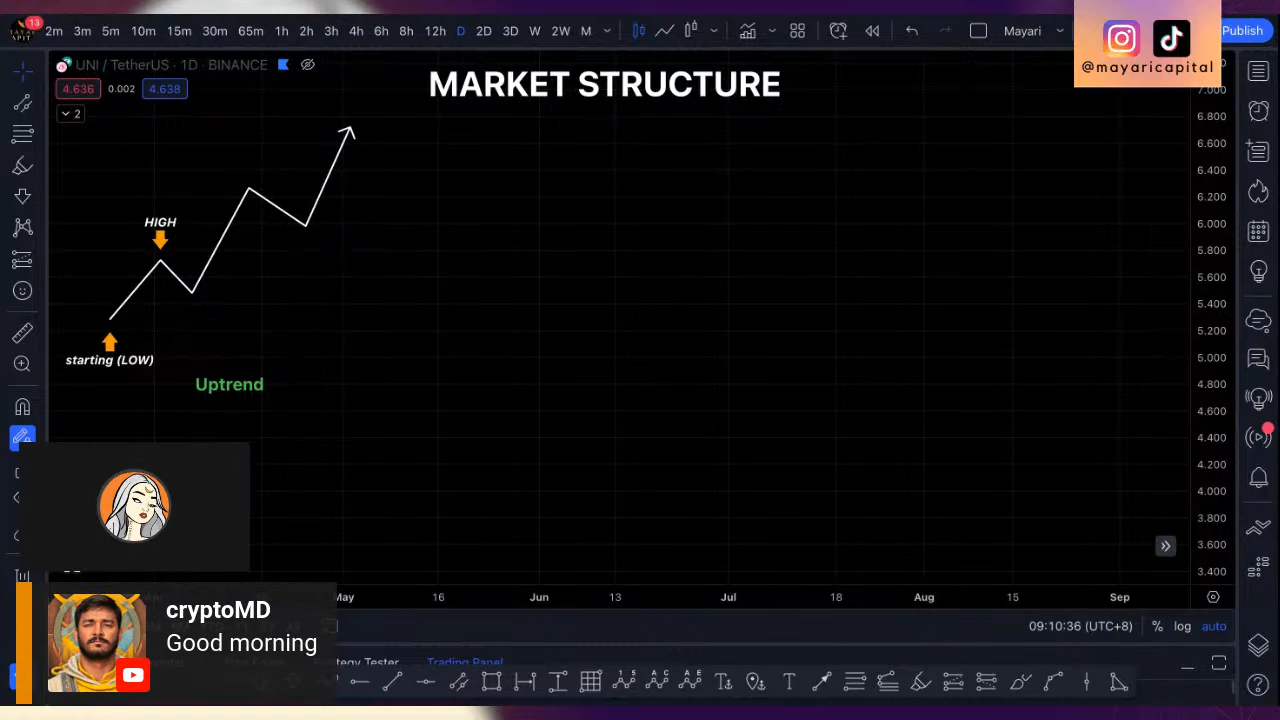 13
2m 3m 5m 10m 15m 30m 65m 1h 2h 3h 4h 6h 8h 12h D 2D 3D W 2W M
Mayari
Publish
@mayaricapital
UNI / TetherUS · 1D · BINANCE
MARKET STRUCTURE
4.636 0.002 4.638
2
HIGH
starting (LOW)
Uptrend
7.000
6.800
6.600
6.400
6.200
6.000
5.800
5.600
5.400
5.200
5.000
4.800
4.600
4.400
4.200
4.000
3.800
3.600
3.400
May 16 Jun 13 Jul 18 Aug 15 Sep
09:10:36 (UTC+8) % log auto
cryptoMD
Good morning
Tester Trading Panel